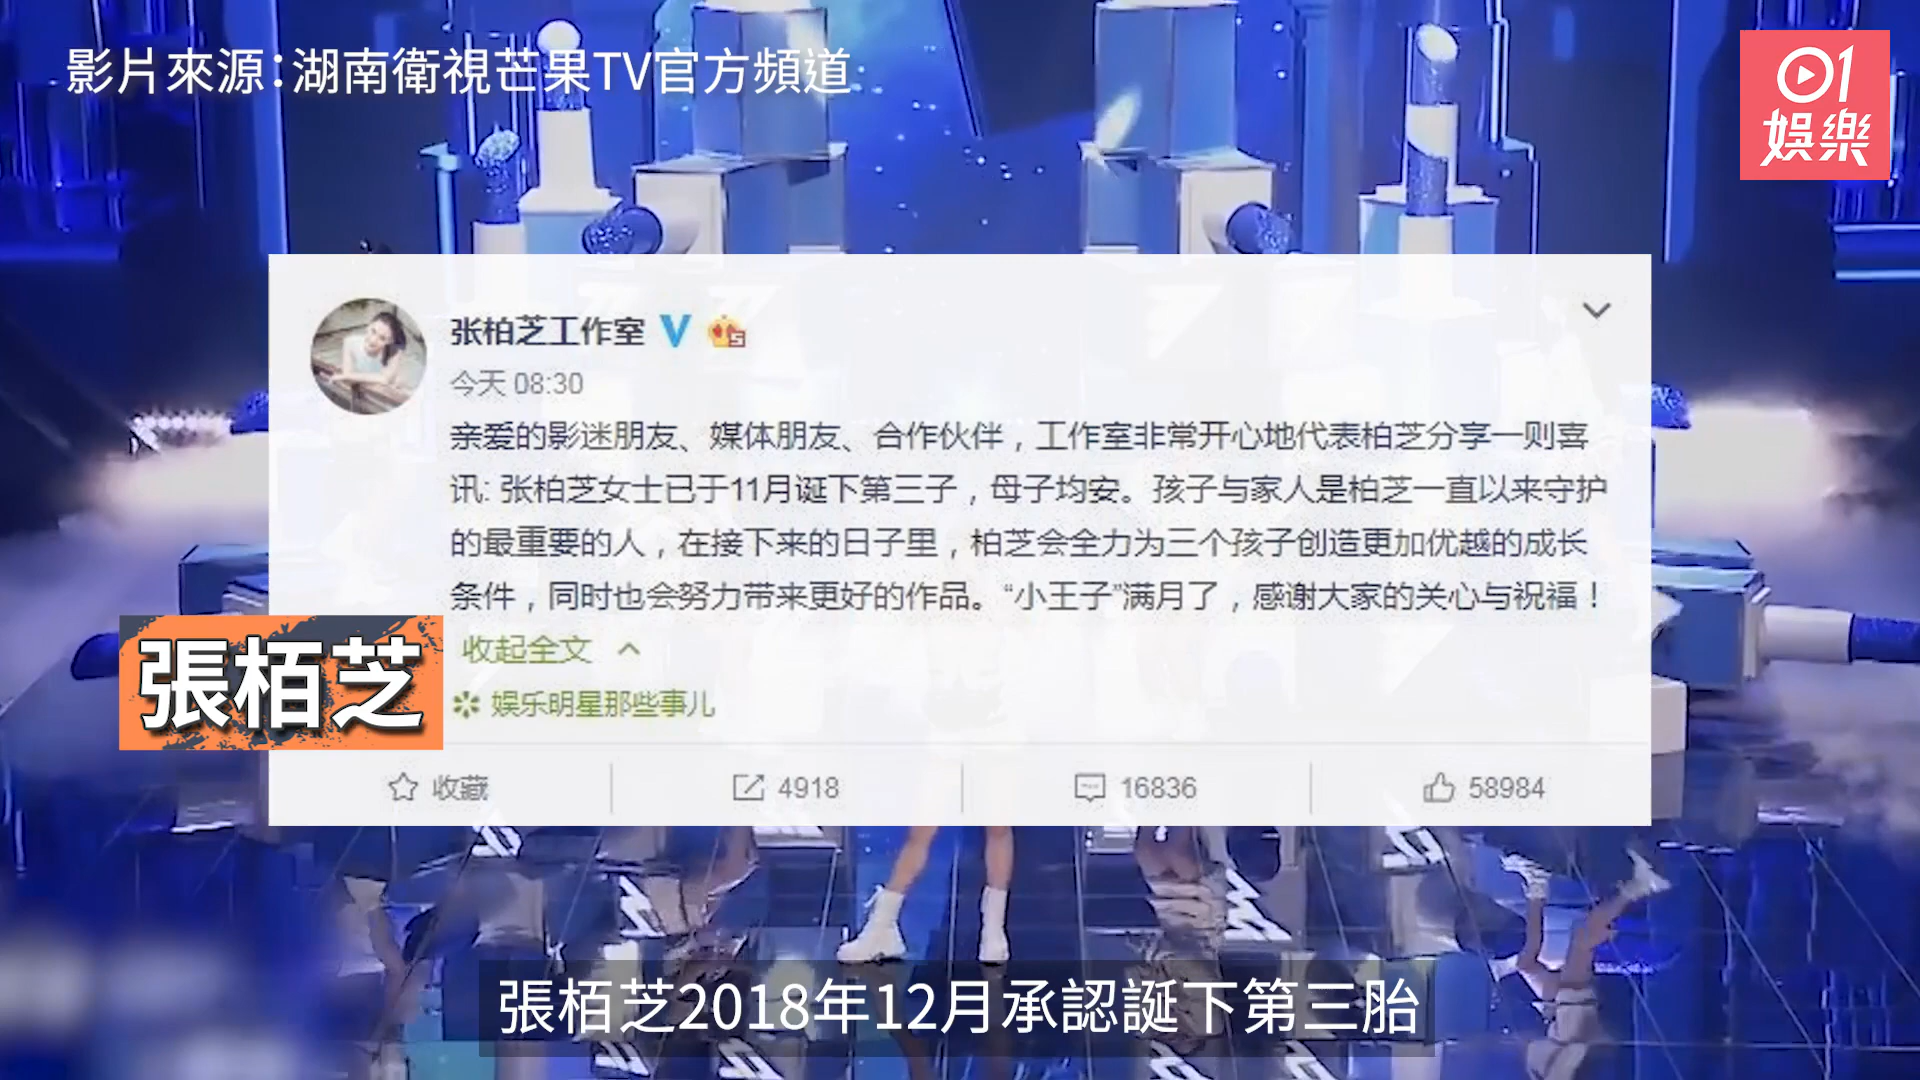 影片來源：湖南衛視芒果TV官方頻道
01
娛樂
张柏芝工作室
今天 08:30
亲爱的影迷朋友、媒体朋友、合作伙伴，工作室非常开心地代表柏芝分享一则喜
讯: 张柏芝女士已于11月诞下第三子，母子均安。孩子与家人是柏芝一直以来守护
的最重要的人，在接下来的日子里，柏芝会全力为三个孩子创造更加优越的成长
条件，同时也会努力带来更好的作品。“小王子”满月了，感谢大家的关心与祝福！
收起全文
張栢芝
娱乐明星那些事儿
收藏
4918
16836
58984
張栢芝2018年12月承認誕下第三胎